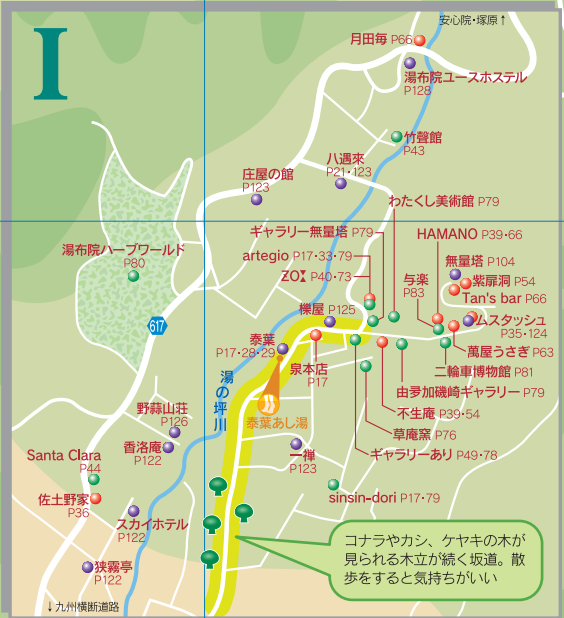 I
安心院・塚原↑
月田毎 P66
湯布院ユースホステル
P128
竹聲館
P43
八遇來
P21・123
庄屋の館
P123
わたくし美術館 P79
ギャラリー無量塔 P79
HAMANO P39・66
artegio P17・33・79
無量塔 P104
湯布院ハーブワールド
P80
ZO P40・73
与楽
P83
紫扉洞 P54
Tan's bar P66
櫟屋 P125
ムスタッシュ
P35・124
617
泰葉
P17・28・29
泉本店
P17
萬屋うさぎ P63
二輪車博物館 P81
湯の坪川
由夢加磯崎ギャラリー P79
泰葉あし湯
不生庵 P39・54
野蒜山荘
P126
草庵窯 P76
香洛庵
P122
一禅
P123
ギャラリーあり P49・78
Santa Clara
P44
佐土野家
P36
sinsin-dori P17・79
スカイホテル
P122
コナラやカシ、ケヤキの木が
見られる木立が続く坂道。散
歩をすると気持ちがいい
狭霧亭
P122
↓九州横断道路